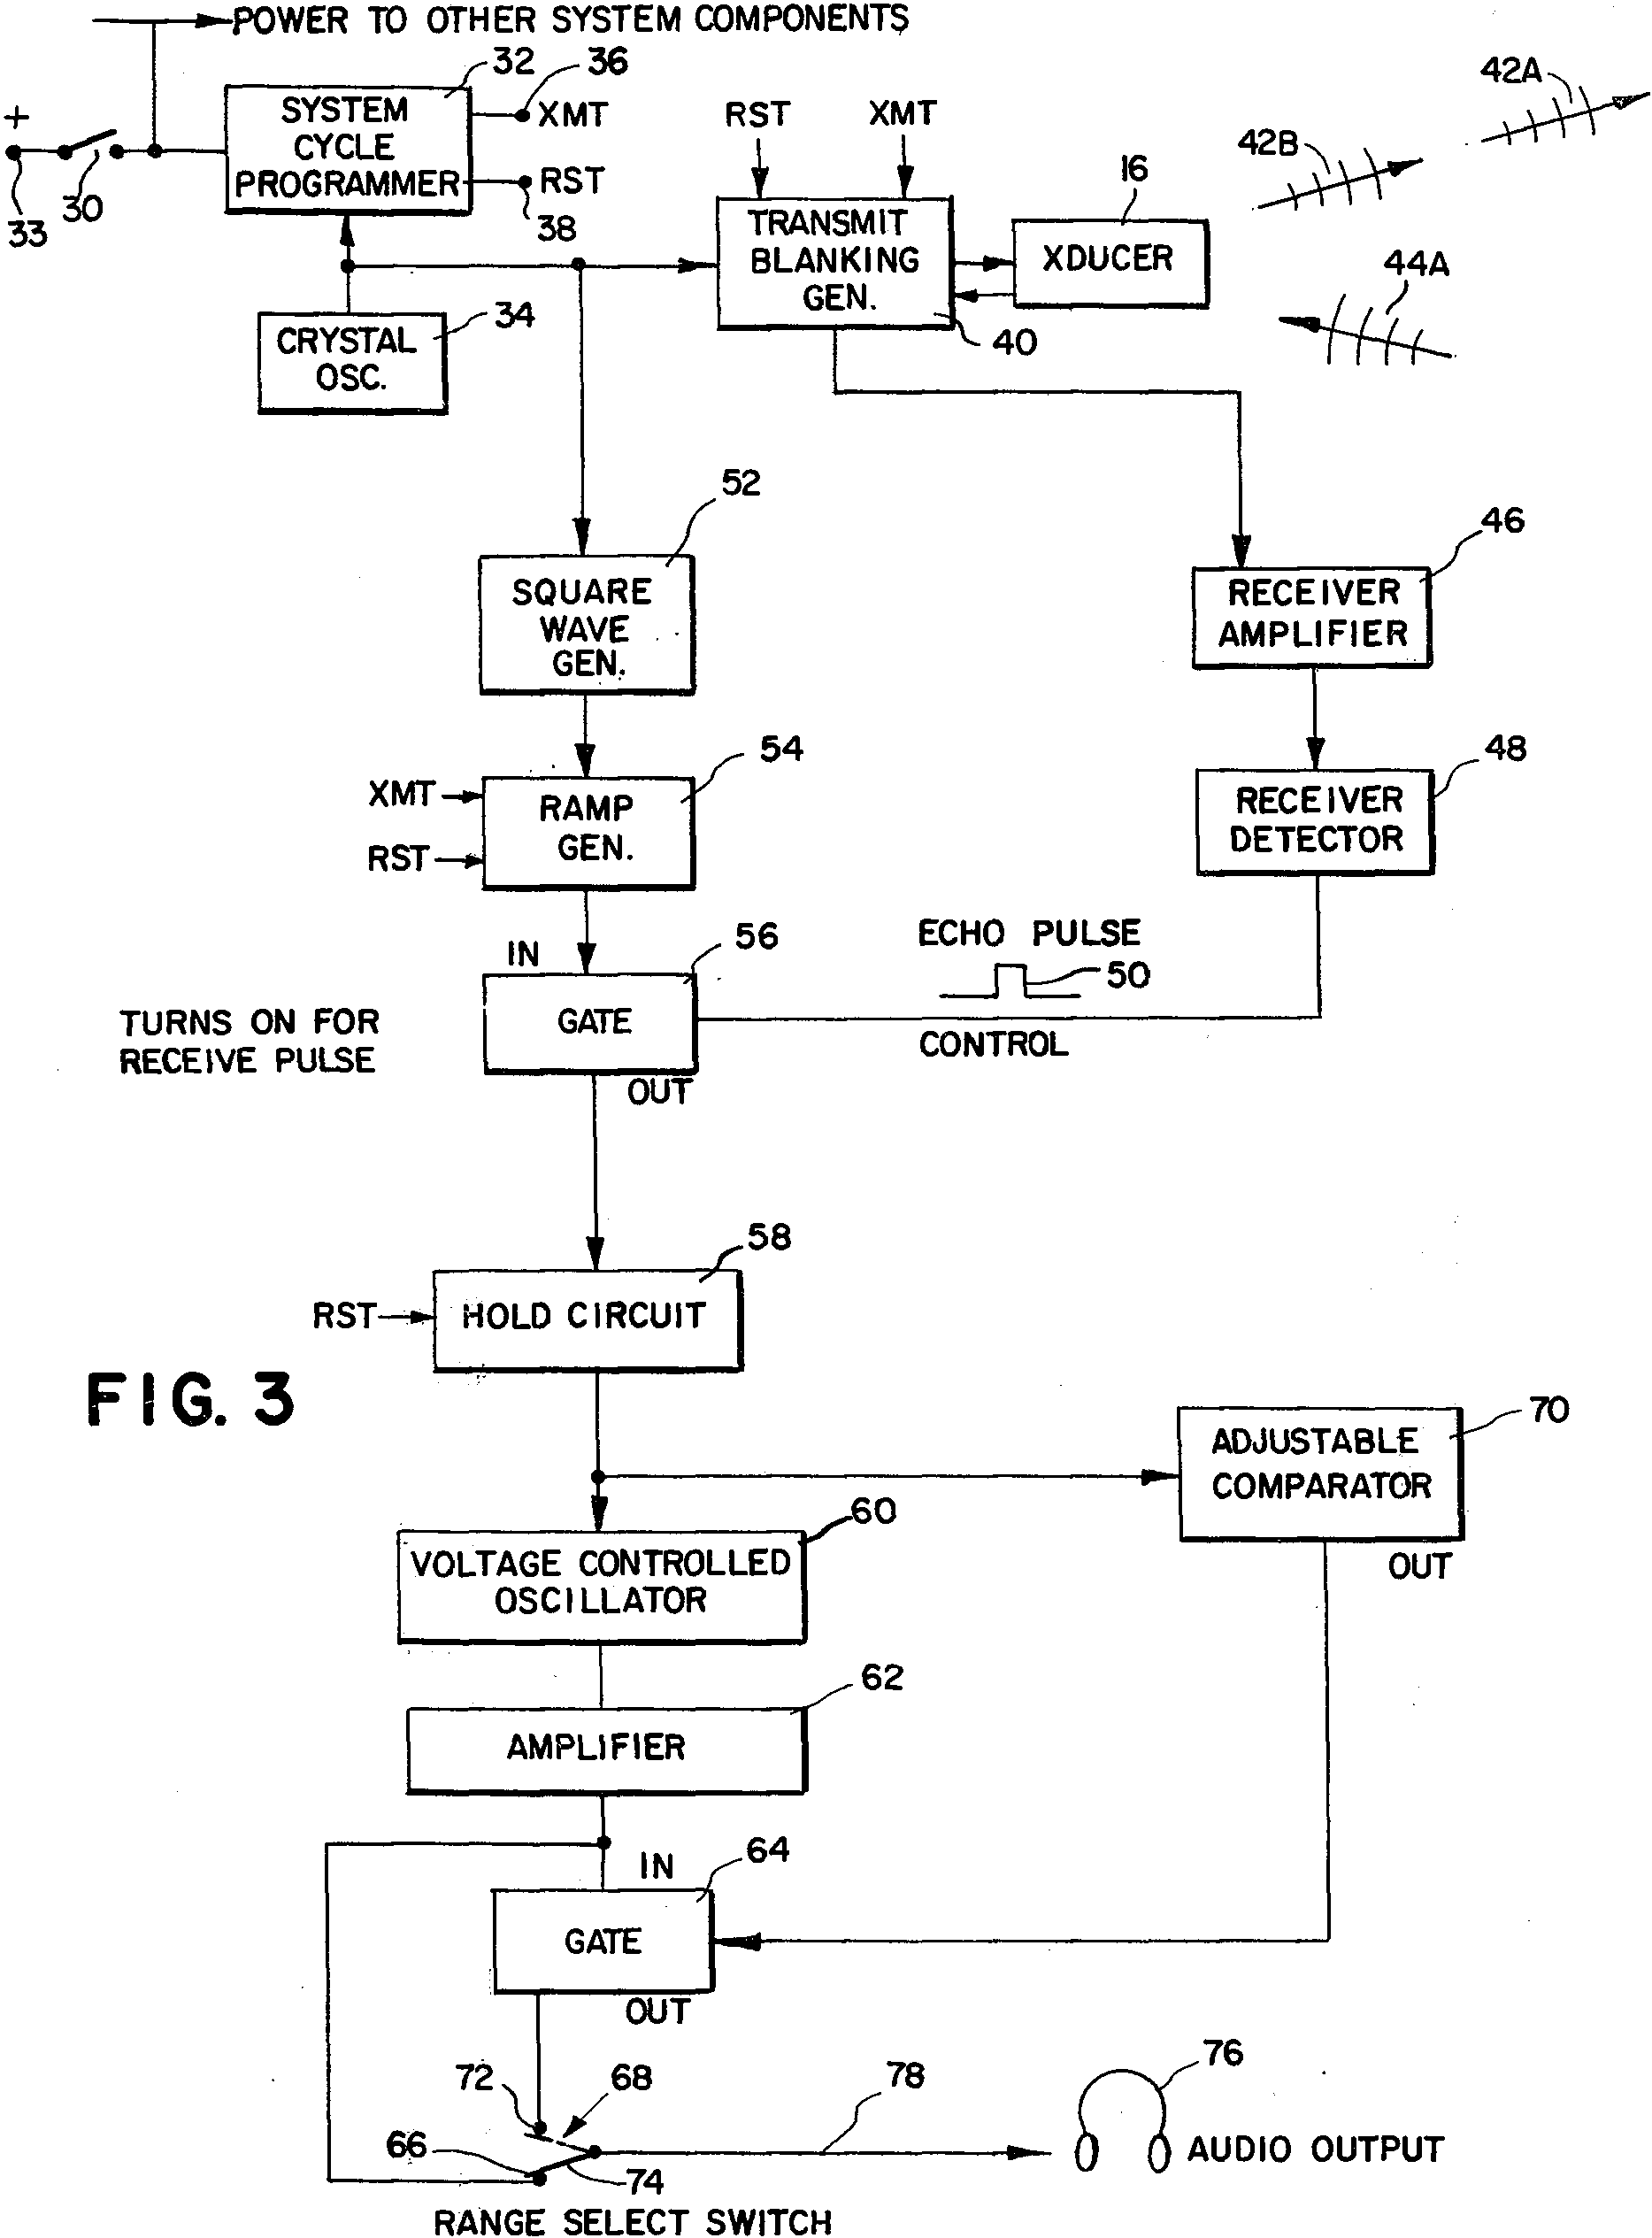 POWER TO OTHER SYSTEM COMPONENTS
32
36
42A
+
SYSTEM
CYCLE
PROGRAMMER
XMT
RST
XMT
42B
30
RST
16
33
38
TRANSMIT
BLANKING
GEN.
XDUCER
44A
34
40
CRYSTAL
OSC.
52
46
SQUARE
WAVE
GEN.
RECEIVER
AMPLIFIER
54
48
XMT
RAMP
GEN.
RECEIVER
DETECTOR
RST
ECHO PULSE
IN
56
50
TURNS ON FOR
RECEIVE PULSE
GATE
CONTROL
OUT
58
RST
HOLD CIRCUIT
FIG. 3
70
ADJUSTABLE
COMPARATOR
60
VOLTAGE CONTROLLED
OSCILLATOR
OUT
62
AMPLIFIER
IN
64
GATE
OUT
72
68
78
76
66
74
AUDIO OUTPUT
RANGE SELECT SWITCH